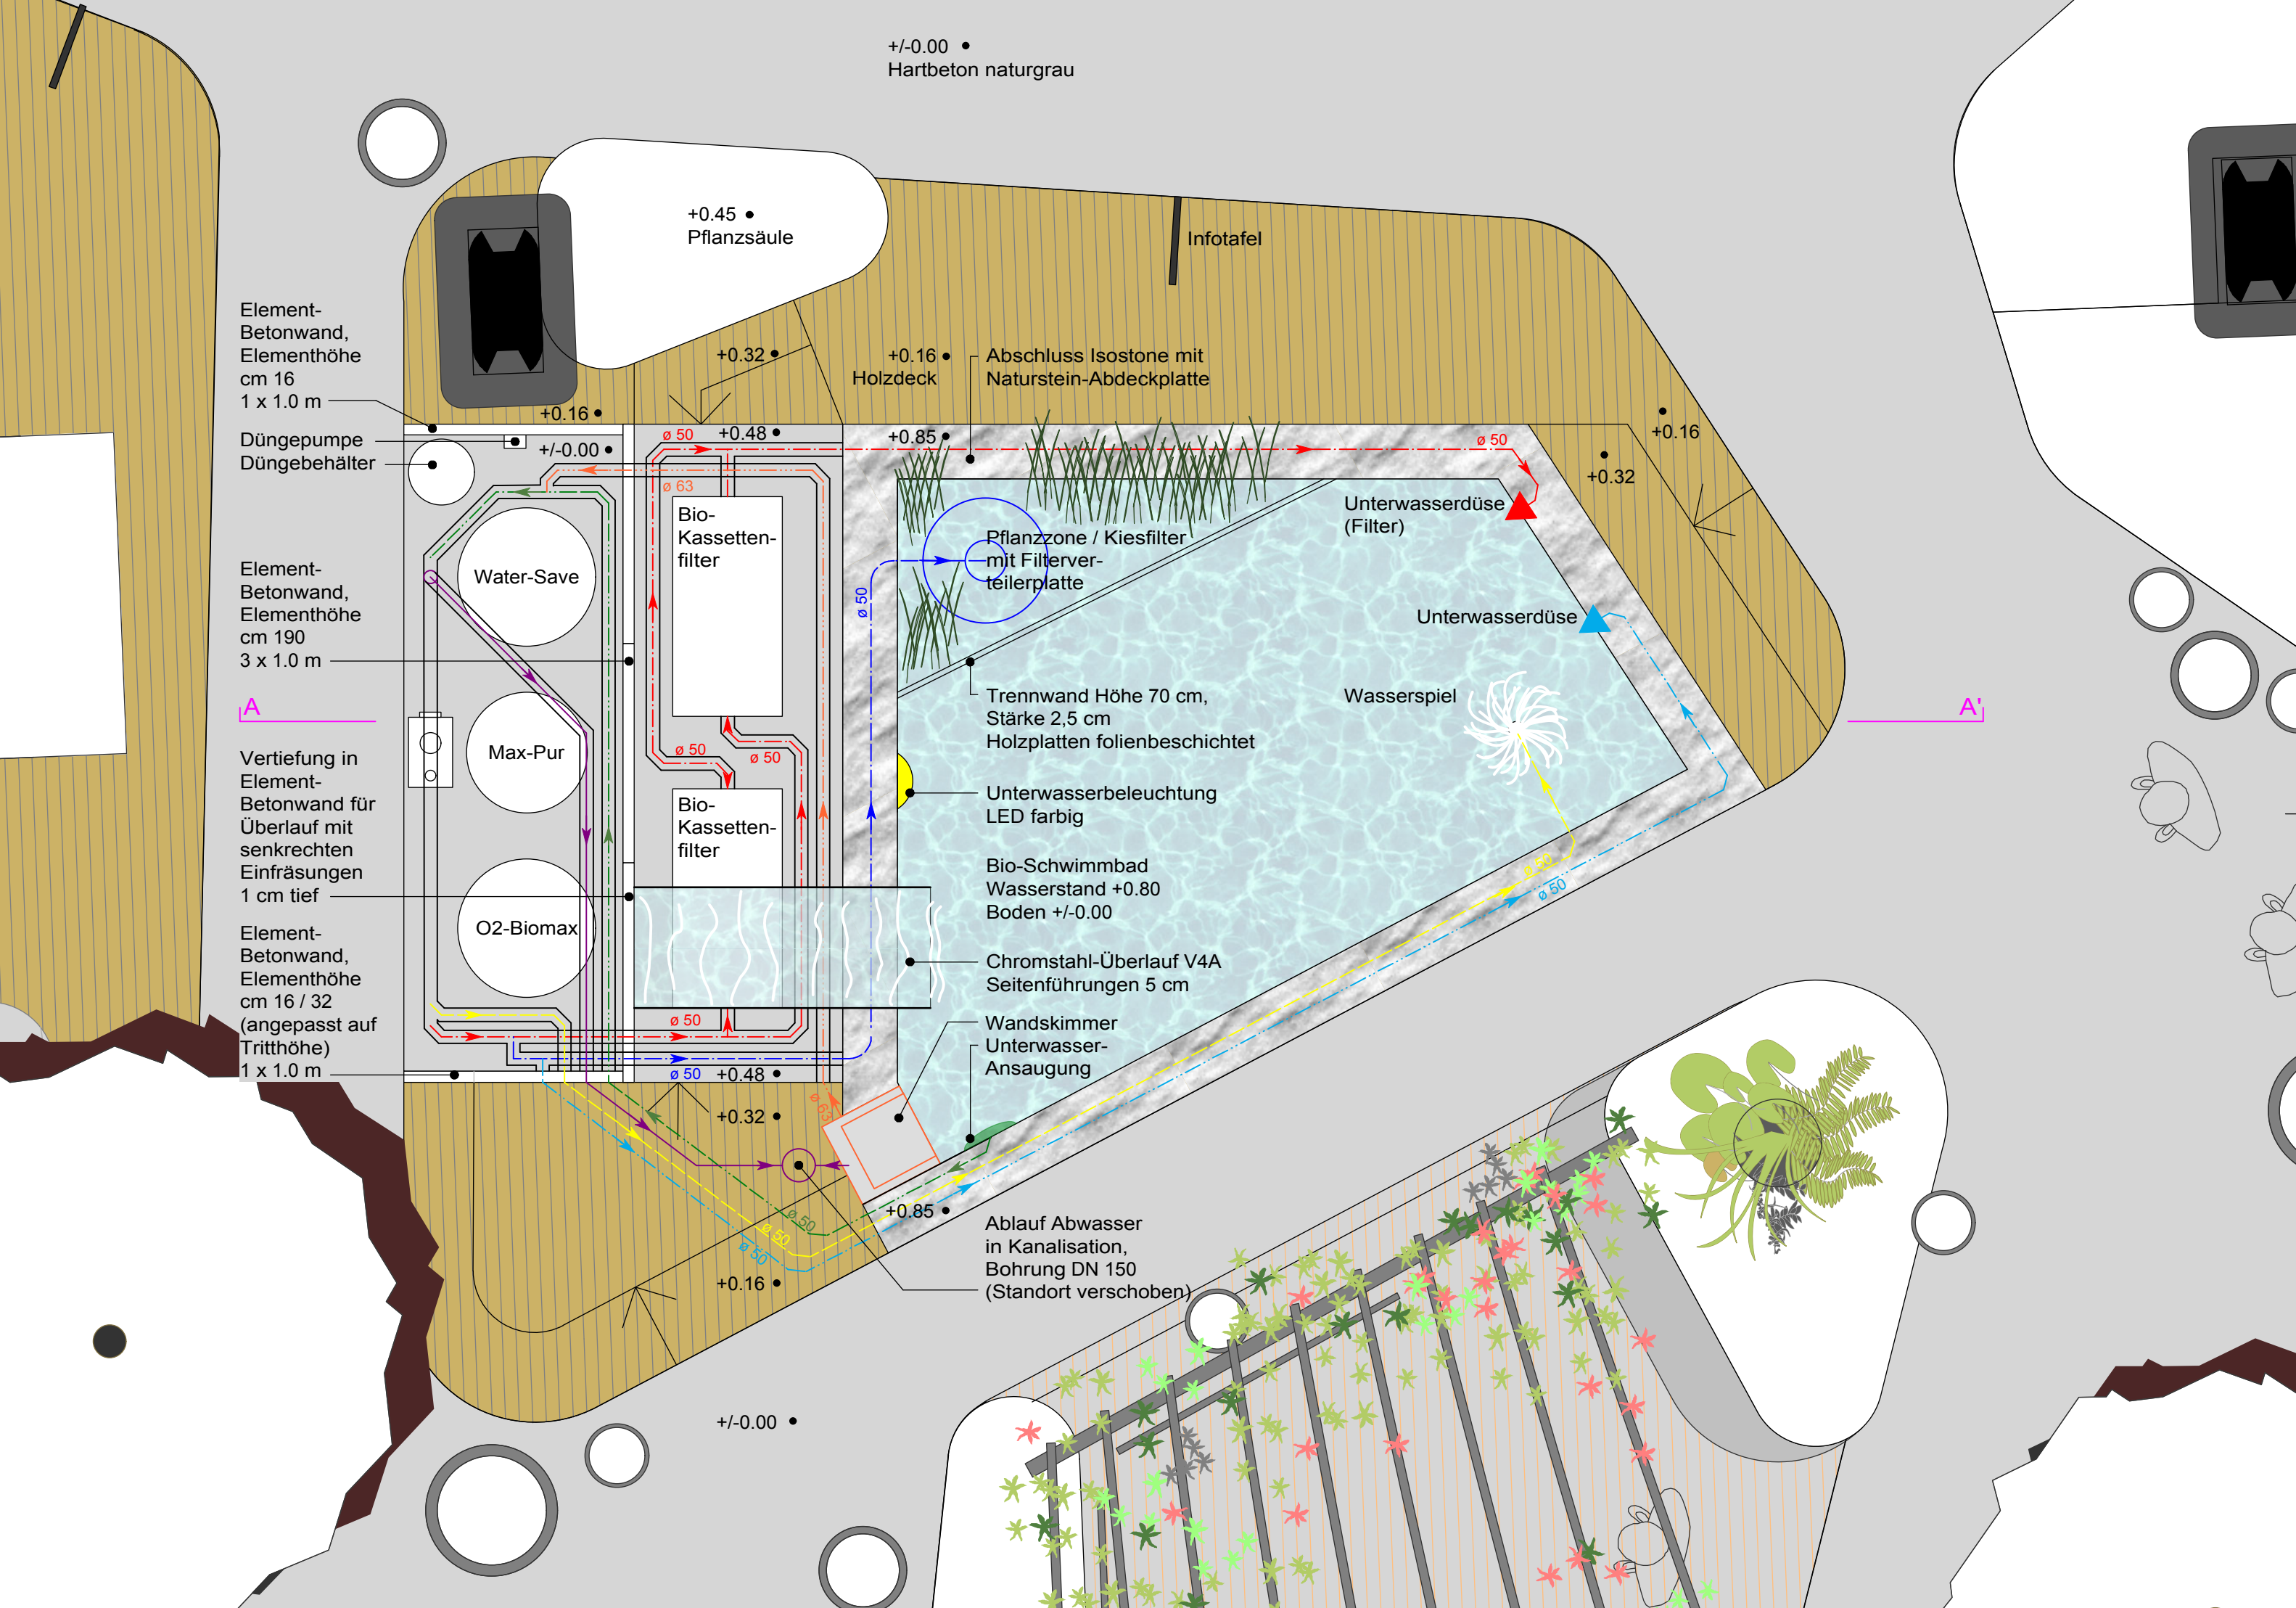 +/-0.00
Hartbeton naturgrau
+0.45
Pflanzsäule
Infotafel
Element-
Betonwand,
Elementhöhe
cm 16
1 x 1.0 m
+0.32
+0.16
Holzdeck
Abschluss Isostone mit
Naturstein-Abdeckplatte
+0.16
+0.16
+0.32
Düngepumpe
Düngebehälter
+/-0.00
ø 50
+0.48
+0.85
ø 50
ø 63
Bio-
Kassetten-
filter
Unterwasserdüse
(Filter)
Pflanzzone / Kiesfilter
mit Filterver-
teilerplatte
Water-Save
ø 50
Element-
Betonwand,
Elementhöhe
cm 190
3 x 1.0 m
Unterwasserdüse
A
A'
Trennwand Höhe 70 cm,
Stärke 2,5 cm
Holzplatten folienbeschichtet
Wasserspiel
Max-Pur
ø 50
ø 50
Vertiefung in
Element-
Betonwand für
Überlauf mit
senkrechten
Einfräsungen
1 cm tief
Bio-
Kassetten-
filter
Unterwasserbeleuchtung
LED farbig
Bio-Schwimmbad
Wasserstand +0.80
Boden +/-0.00
ø 50
ø 50
O2-Biomax
Element-
Betonwand,
Elementhöhe
cm 16 / 32
(angepasst auf
Tritthöhe)
1 x 1.0 m
Chromstahl-Überlauf V4A
Seitenführungen 5 cm
ø 50
Wandskimmer
Unterwasser-
Ansaugung
ø 50
+0.48
+0.32
ø 63
ø 50
ø 50
ø 50
+0.85
+0.16
Ablauf Abwasser
in Kanalisation,
Bohrung DN 150
(Standort verschoben)
+/-0.00